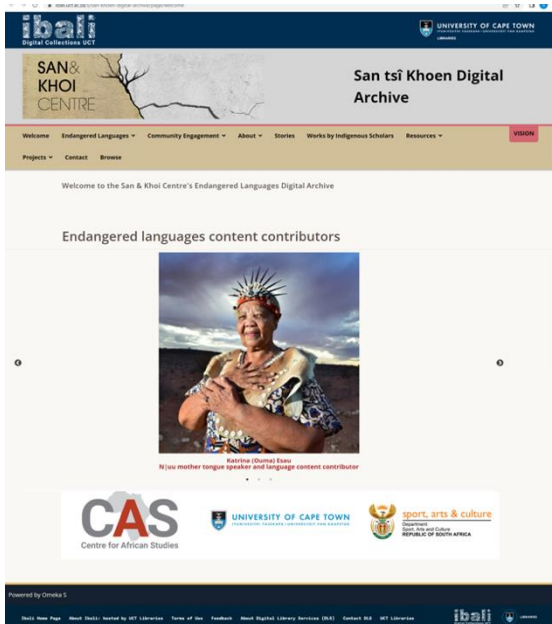 ibali
Digital Collections UCT
UNIVERSITY OF CAPE TOWN
LIBRARIES
SAN&
KHOI
CENTRE
San tsî Khoen Digital
Archive
Welcome
Endangered Languages
Community Engagement
About
Stories
Works by Indigenous Scholars
Resources
VISION
Projects
Contact
Browse
Welcome to the San & Khoi Centre's Endangered Languages Digital Archive
Endangered languages content contributors
Katrina (Ouma) Esau
N|uu mother tongue speaker and language content contributor
CAS
Centre for African Studies
UNIVERSITY OF CAPE TOWN
sport, arts & culture
Department:
Sport, Arts and Culture
REPUBLIC OF SOUTH AFRICA
Powered by Omeka S
Ibali Home Page
About Ibali: hosted by UCT Libraries
Terms of Use
Feedback
About Digital Library Services (DLS)
Contact DLS
UCT Libraries
ibali